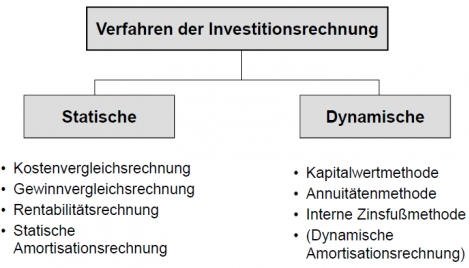 Verfahren der Investitionsrechnung
Statische
• Kostenvergleichsrechnung
• Gewinnvergleichsrechnung
• Rentabilitätsrechnung
• Statische
Amortisationsrechnung
Dynamische
• Kapitalwertmethode
• Annuitätenmethode
• Interne Zinsfußmethode
• (Dynamische
Amortisationsrechnung)